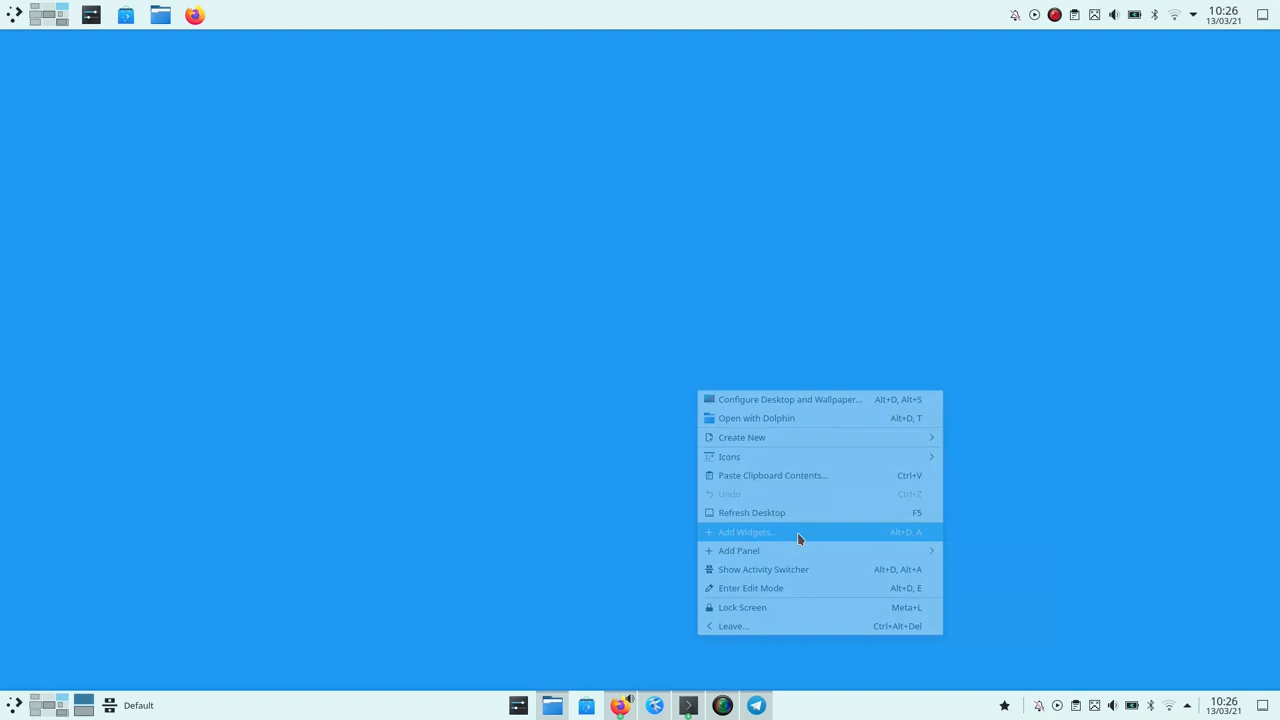 10:26
13/03/21
Configure Desktop and Wallpaper... Alt+D, Alt+S
Open with Dolphin Alt+D, T
Create New
Icons
Paste Clipboard Contents... Ctrl+V
Undo Ctrl+Z
Refresh Desktop F5
Add Widgets... Alt+D, A
Add Panel
Show Activity Switcher Alt+D, Alt+A
Enter Edit Mode Alt+D, E
Lock Screen Meta+L
Leave... Ctrl+Alt+Del
Default
10:26
13/03/21